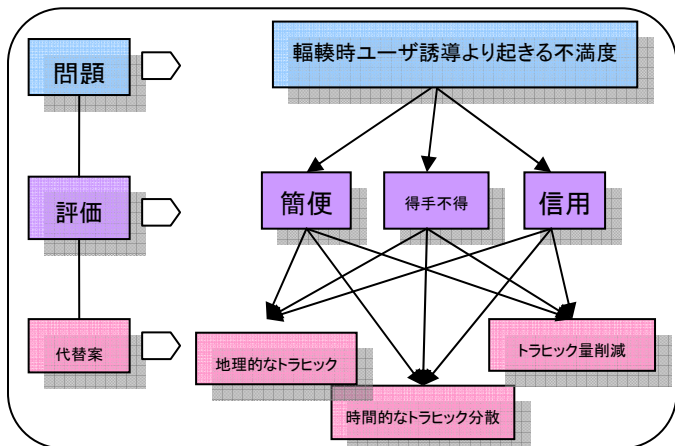 問題
輻輳時ユーザ誘導より起きる不満度
評価
簡便
得手不得
信用
代替案
地理的なトラヒック
トラヒック量削減
時間的なトラヒック分散